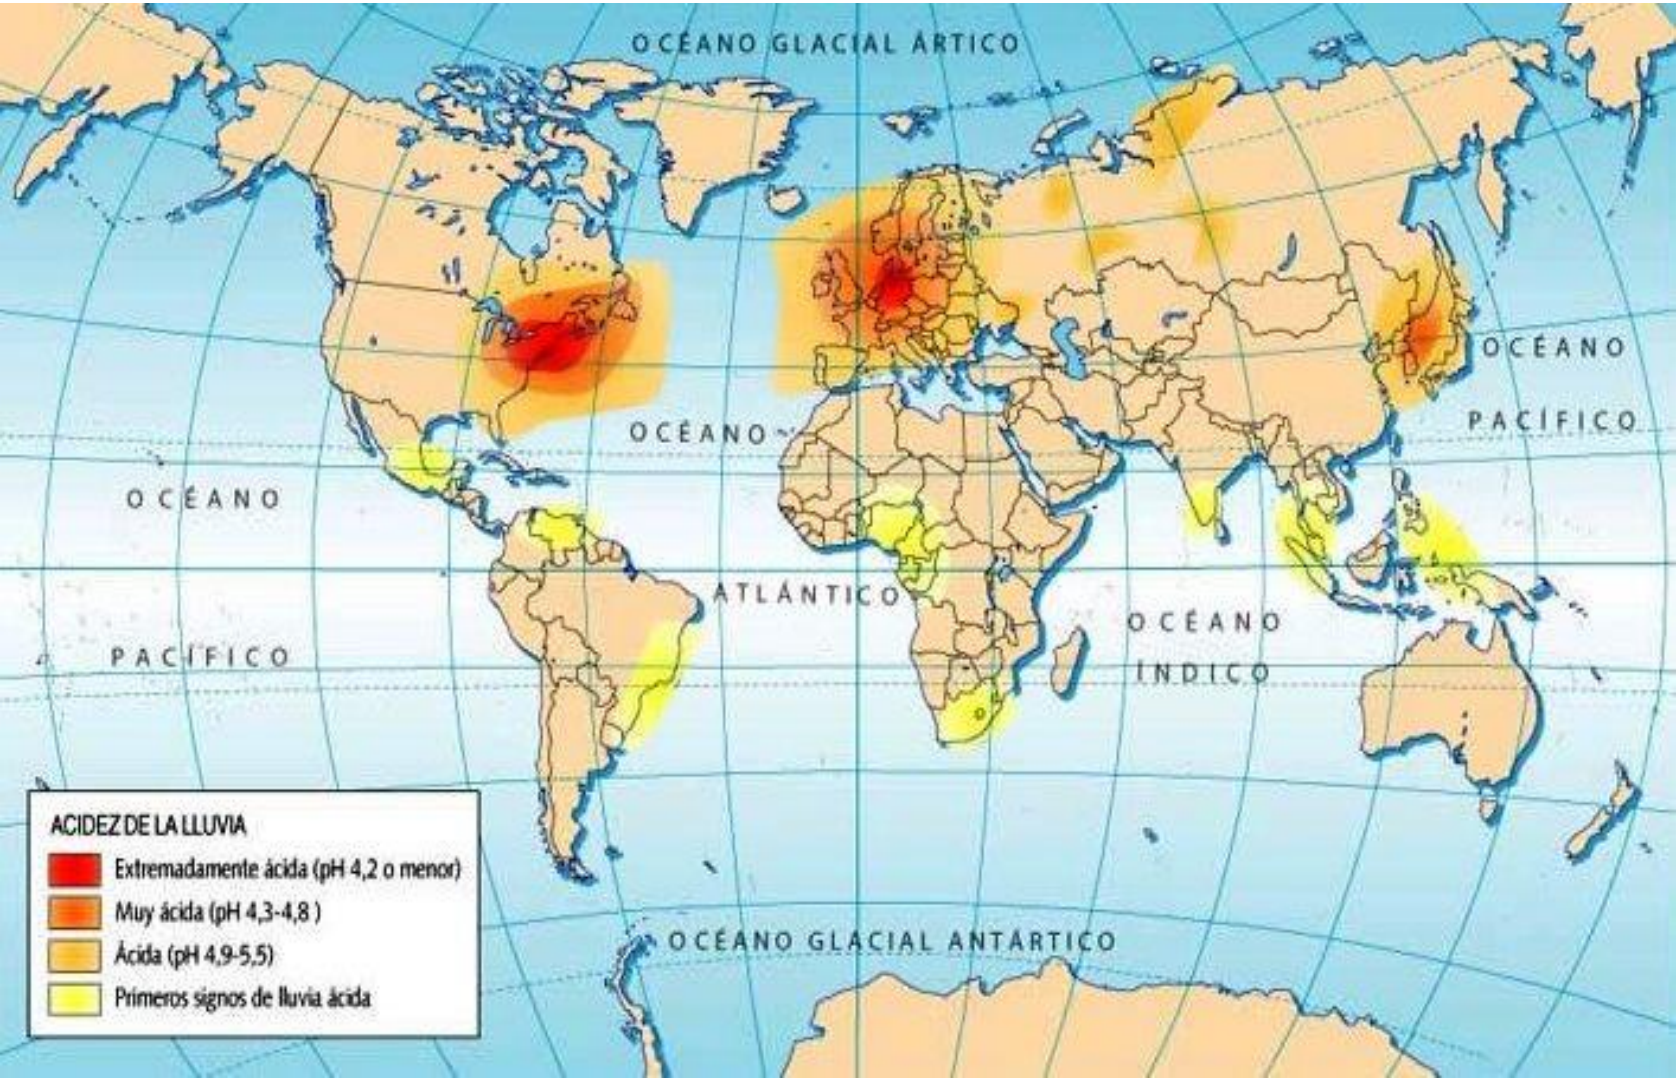 OCÉANO GLACIAL ÁRTICO
OCÉANO
PACÍFICO
OCÉANO
ATLÁNTICO
OCÉANO
PACÍFICO
OCÉANO
ÍNDICO
OCÉANO GLACIAL ANTÁRTICO
ACIDEZ DE LA LLUVIA
Extremadamente ácida (pH 4,2 o menor)
Muy ácida (pH 4,3-4,8 )
Ácida (pH 4,9-5,5)
Primeros signos de lluvia ácida